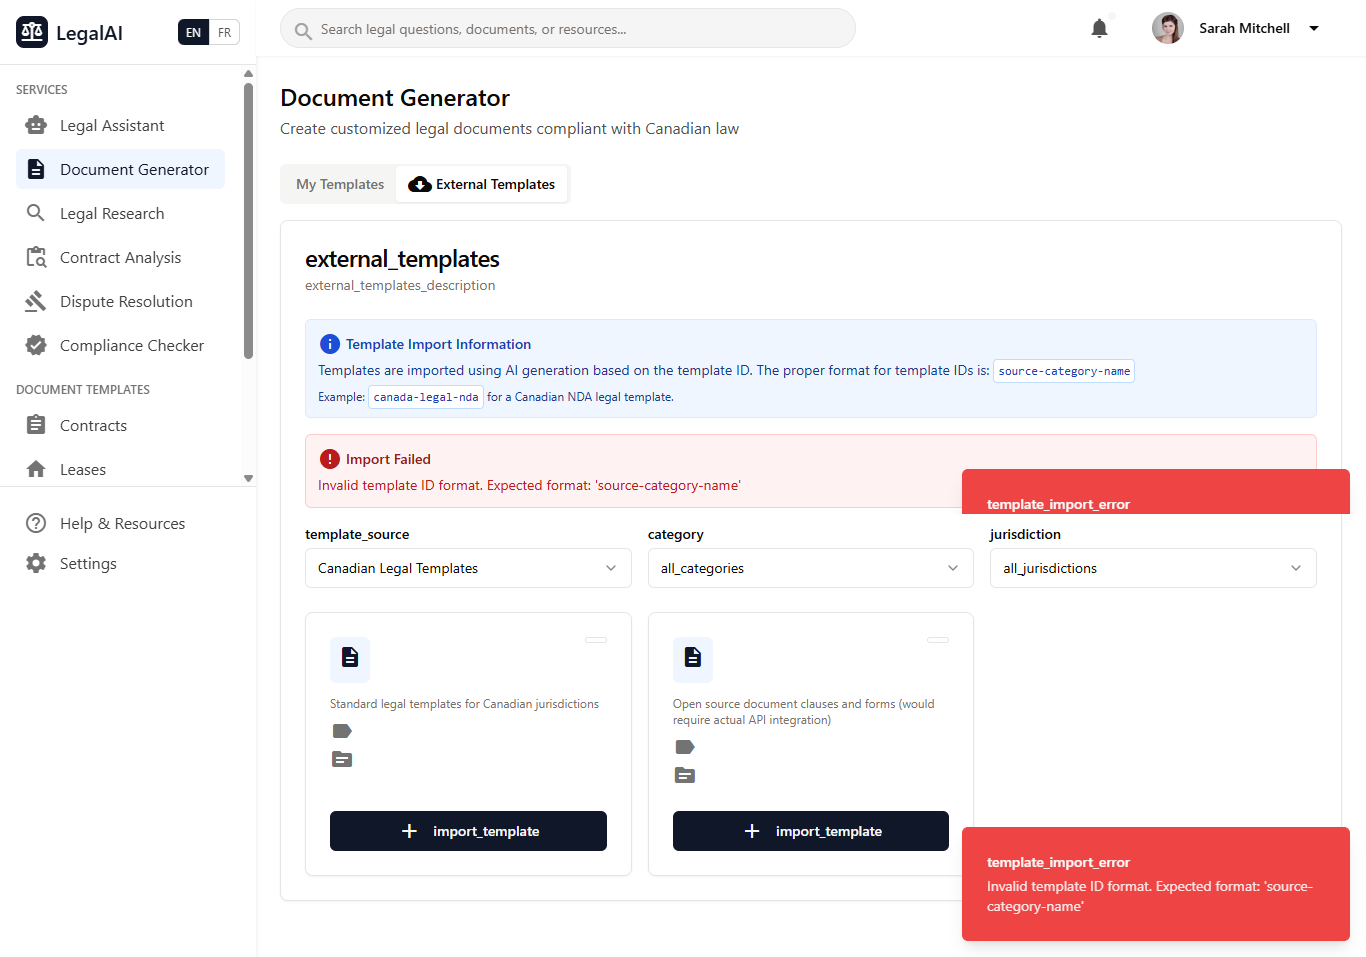 LegalAI
EN FR
Search legal questions, documents, or resources...
Sarah Mitchell
SERVICES
Legal Assistant
Document Generator
Legal Research
Contract Analysis
Dispute Resolution
Compliance Checker
DOCUMENT TEMPLATES
Contracts
Leases
Help & Resources
Settings
Document Generator
Create customized legal documents compliant with Canadian law
My Templates
External Templates
external_templates
external_templates_description
Template Import Information
Templates are imported using AI generation based on the template ID. The proper format for template IDs is: source-category-name
Example: canada-legal-nda for a Canadian NDA legal template.
Import Failed
Invalid template ID format. Expected format: 'source-category-name'
template_import_error
template_source
category
jurisdiction
Canadian Legal Templates
all_categories
all_jurisdictions
Standard legal templates for Canadian jurisdictions
import_template
Open source document clauses and forms (would
require actual API integration)
import_template
template_import_error
Invalid template ID format. Expected format: 'source-
category-name'